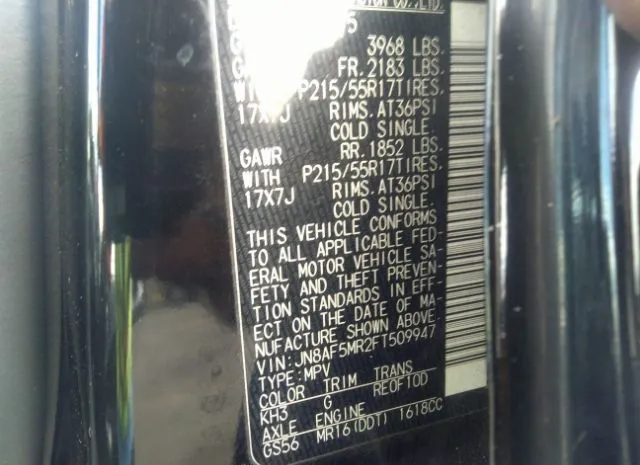 CO.,LTD.
3968 LBS.
FR. 2183 LBS.
P215/55R17TIRES.
17X7J RIMS. AT36PSI
COLD SINGLE.
GAWR RR. 1852 LBS.
WITH P215/55R17TIRES.
17X7J RIMS. AT36PSI
COLD SINGLE.
THIS VEHICLE CONFORMS
TO ALL APPLICABLE FED-
ERAL MOTOR VEHICLE SA-
FETY AND THEFT PREVEN-
TION STANDARDS IN EFF-
ECT ON THE DATE OF MA-
NUFACTURE SHOWN ABOVE.
VIN: JN8AF5MR2FT509947
TYPE: MPV
COLOR TRIM TRANS
KH3 G RE0F10D
AXLE ENGINE
GS56 MR16(DDT) 1618CC